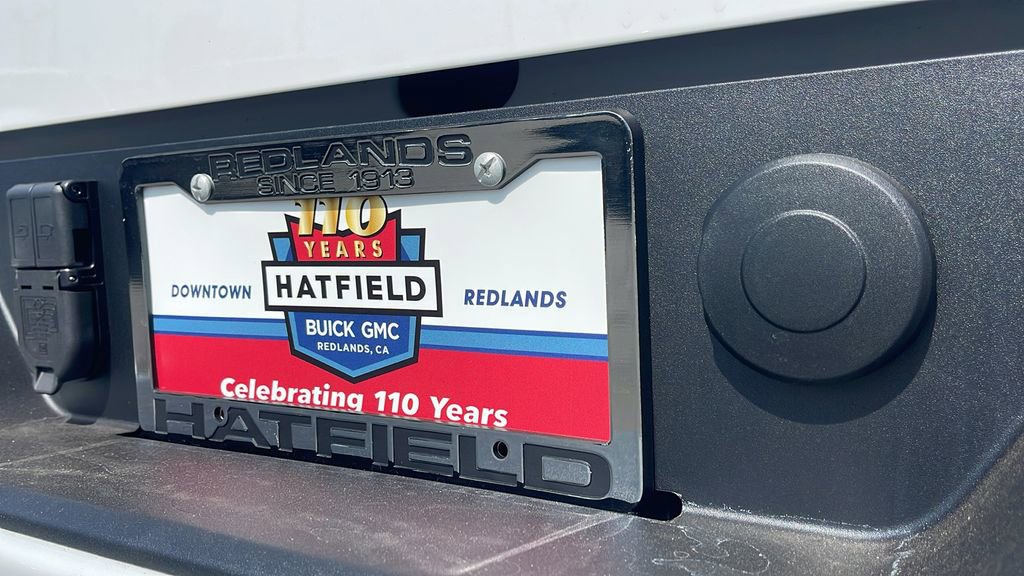 REDLANDS
SINCE 1913
110
YEARS
HATFIELD
DOWNTOWN
REDLANDS
BUICK GMC
REDLANDS, CA
Celebrating 110 Years
HATFIELD